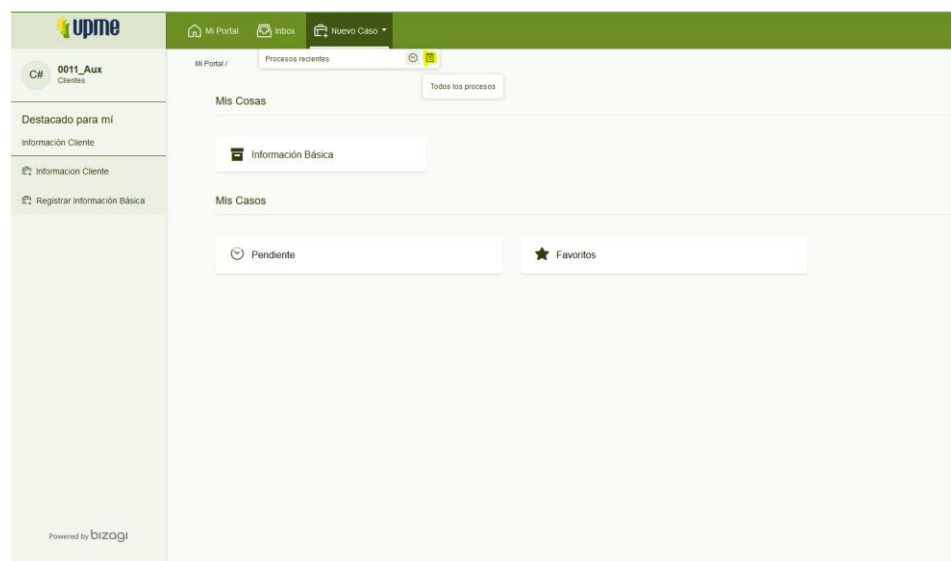 upme
Mi Portal
Inbox
Nuevo Caso
C#
0011_Aux
Clientes
Mi Portal /
Procesos recientes
Todos los procesos
Destacado para mí
Información Cliente
Informacion Cliente
Registrar Información Básica
Mis Cosas
Información Básica
Mis Casos
Pendiente
Favoritos
Powered by bizagi